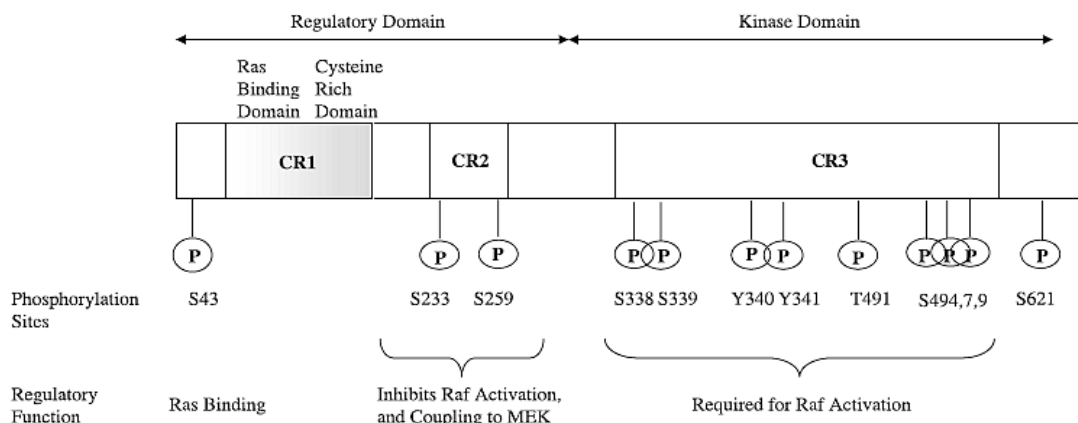 Regulatory Domain Kinase Domain
Ras Cysteine
Binding Rich
Domain Domain
CR1 CR2 CR3
P P P P P P P P P P P P
Phosphorylation S43 S233 S259 S338 S339 Y340 Y341 T491 S494,7,9 S621
Sites
Regulatory Ras Binding Inhibits Raf Activation, Required for Raf Activation
Function and Coupling to MEK